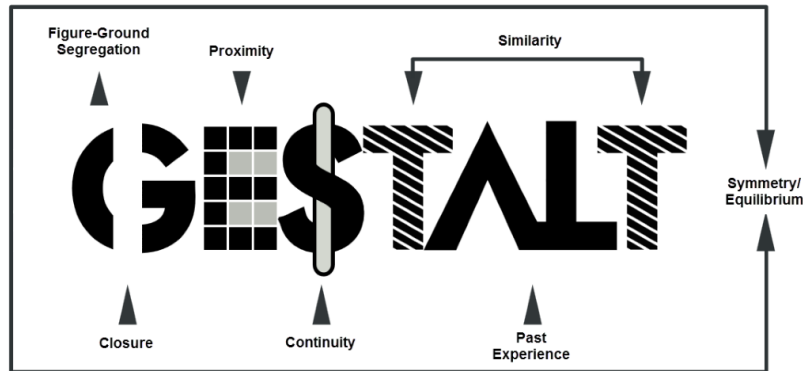 Figure-Ground
Segregation
Proximity
Similarity
GESTALT
Symmetry/
Equilibrium
Closure
Continuity
Past
Experience